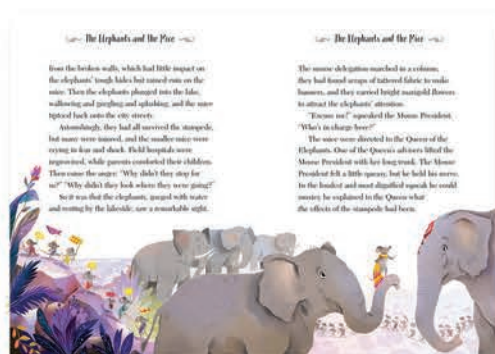 The Elephants and the Mice
from the broken walls, which had little impact on
the elephants' tough hides but rained ruin on the
mice. Then the elephants plunged into the lake,
wallowing and gurgling and splashing, and the mice
tiptoed back onto the city streets.
Astonishingly, they had all survived the stampede,
but many were injured, and the smaller mice were
crying in fear and shock. Field hospitals were
improvised, while parents comforted their children.
Then came the anger: "Why didn't they stop for
us?" "Why didn't they look where they were going?"
So it was that the elephants, gorged with water
and resting by the lakeside, saw a remarkable sight.
The Elephants and the Mice
The mouse delegation marched in a column,
they had found scraps of tattered fabric to make
banners, and they carried bright marigold flowers
to attract the elephants' attention.
"Excuse me!" squeaked the Mouse President.
"Who's in charge here?"
The mice were directed to the Queen of the
Elephants. One of the Queen's advisers lifted the
Mouse President with her long trunk. The Mouse
President felt a little queasy, but he held his nerve.
In the loudest and most dignified squeak he could
muster, he explained to the Queen what
the effects of the stampede had been.